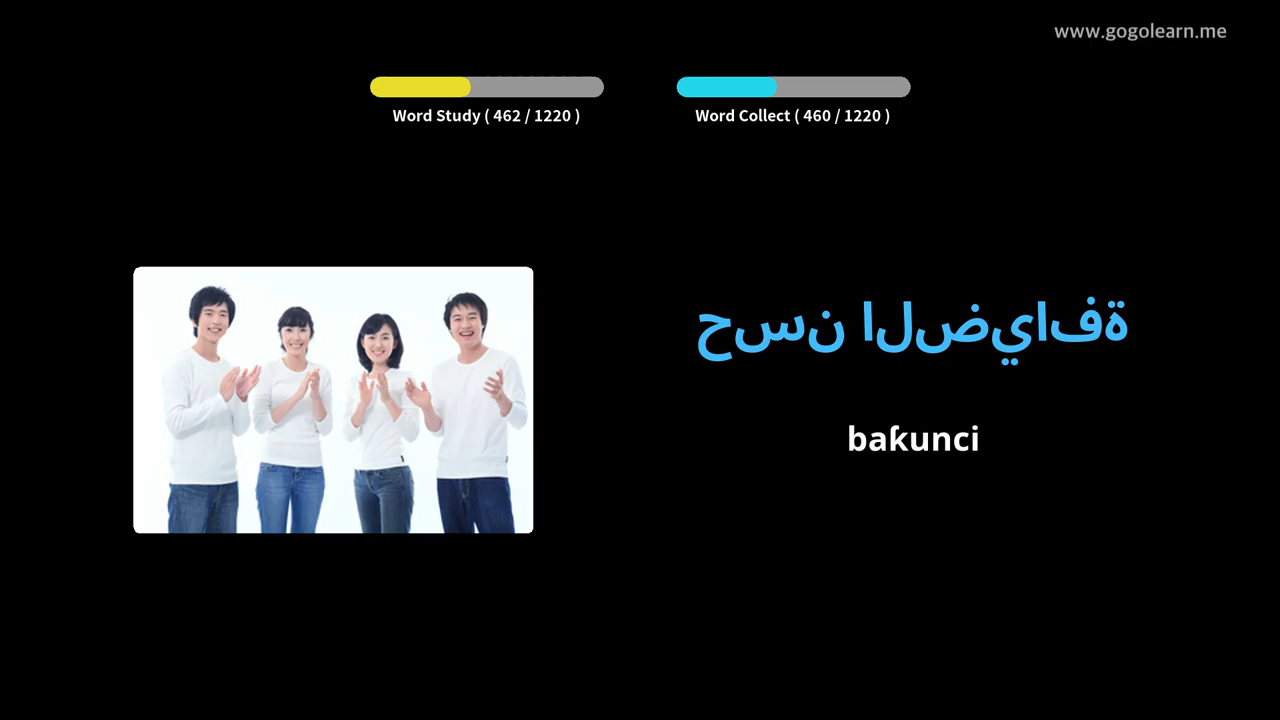 www.gogolearn.me
Word Study ( 462 / 1220 )
Word Collect ( 460 / 1220 )
حسن الضيافة
baƙunci